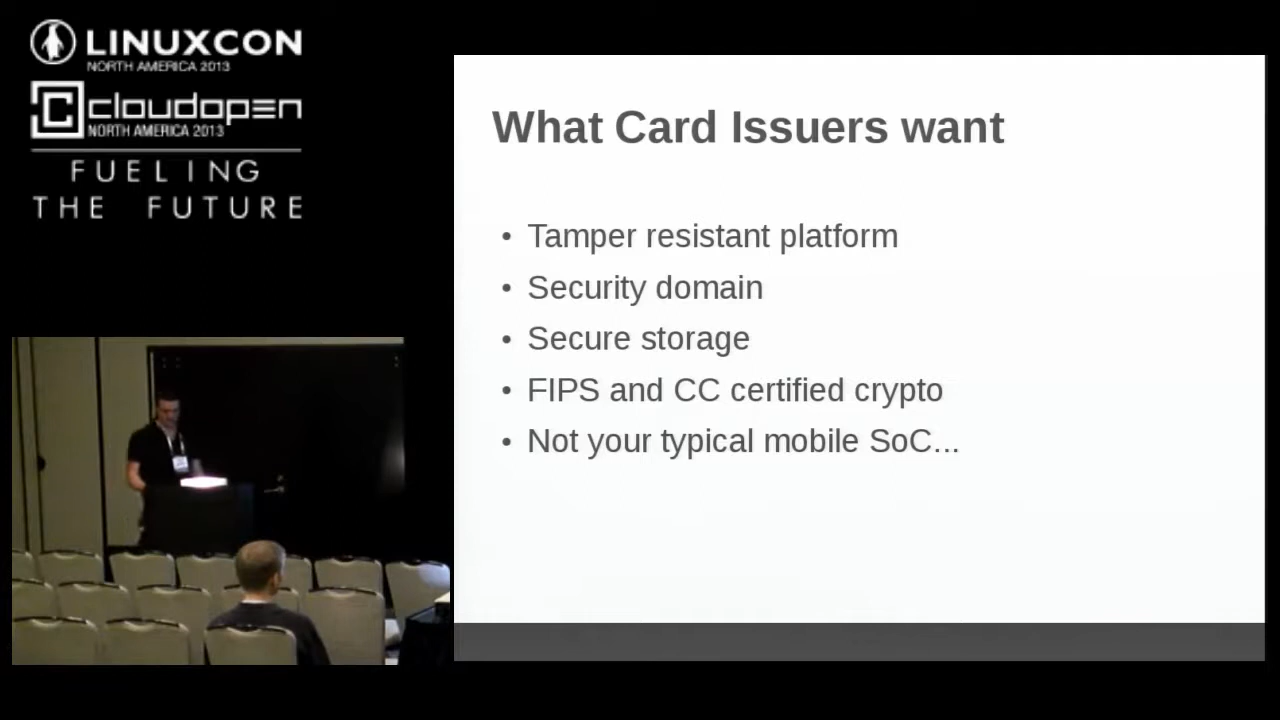 LINUXCON
NORTH AMERICA 2013
cloudopen
NORTH AMERICA 2013
FUELING
THE FUTURE
What Card Issuers want
• Tamper resistant platform
• Security domain
• Secure storage
• FIPS and CC certified crypto
• Not your typical mobile SoC...